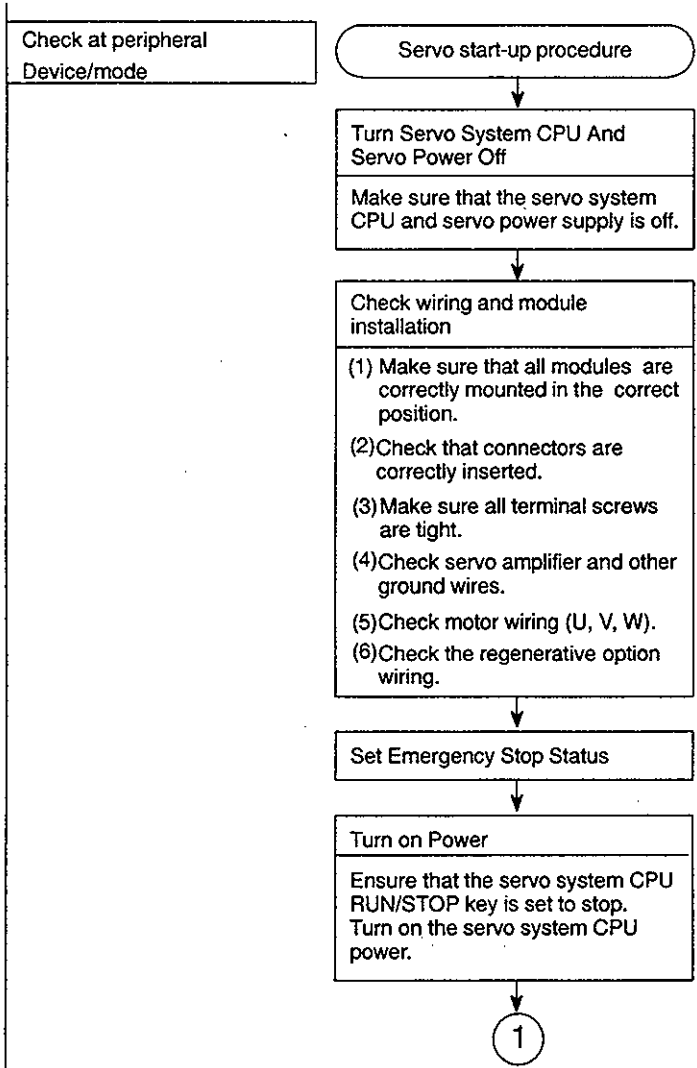 Check at peripheral
Device/mode
Servo start-up procedure
Turn Servo System CPU And
Servo Power Off
Make sure that the servo system
CPU and servo power supply is off.
Check wiring and module
installation
(1) Make sure that all modules are
correctly mounted in the correct
position.
(2)Check that connectors are
correctly inserted.
(3)Make sure all terminal screws
are tight.
(4)Check servo amplifier and other
ground wires.
(5)Check motor wiring (U, V, W).
(6)Check the regenerative option
wiring.
Set Emergency Stop Status
Turn on Power
Ensure that the servo system CPU
RUN/STOP key is set to stop.
Turn on the servo system CPU
power.
1